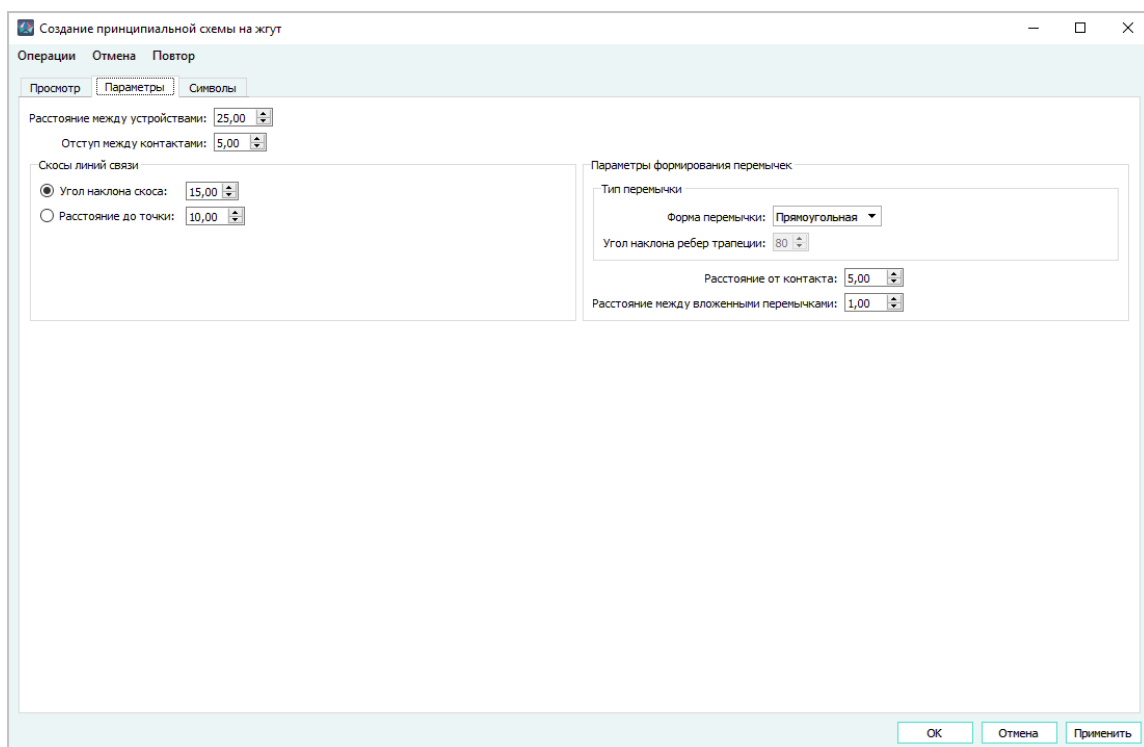 Создание принципиальной схемы на жгут
Операции Отмена Повтор
Просмотр Параметры Символы
Расстояние между устройствами: 25,00
Отступ между контактами: 5,00
Скосы линий связи
Угол наклона скоса: 15,00
Расстояние до точки: 10,00
Параметры формирования перемычек
Тип перемычки
Форма перемычки: Прямоугольная
Угол наклона ребер трапеции: 80
Расстояние от контакта: 5,00
Расстояние между вложенными перемычками: 1,00
OK Отмена Применить